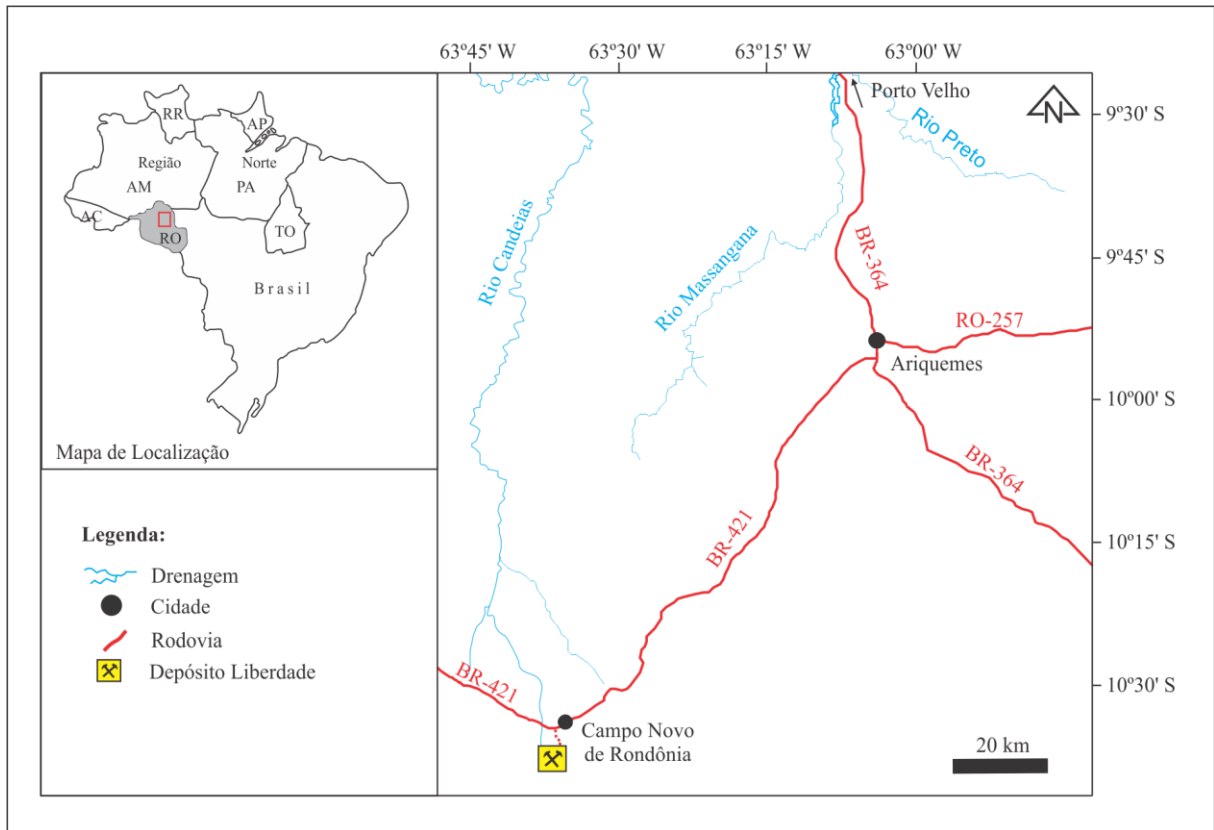 63º45' W
63º30' W
63º15' W
63º00' W
Porto Velho
N
9º30' S
Rio Preto
RR
AP
Região
Norte
AM
PA
AC
RO
TO
Brasil
Mapa de Localização
Rio Candeias
Rio Massangana
BR-364
9º45' S
RO-257
Ariquemes
10º00' S
BR-364
BR-421
10º15' S
Legenda:
Drenagem
Cidade
Rodovia
Depósito Liberdade
BR-421
10º30' S
Campo Novo
de Rondônia
20 km